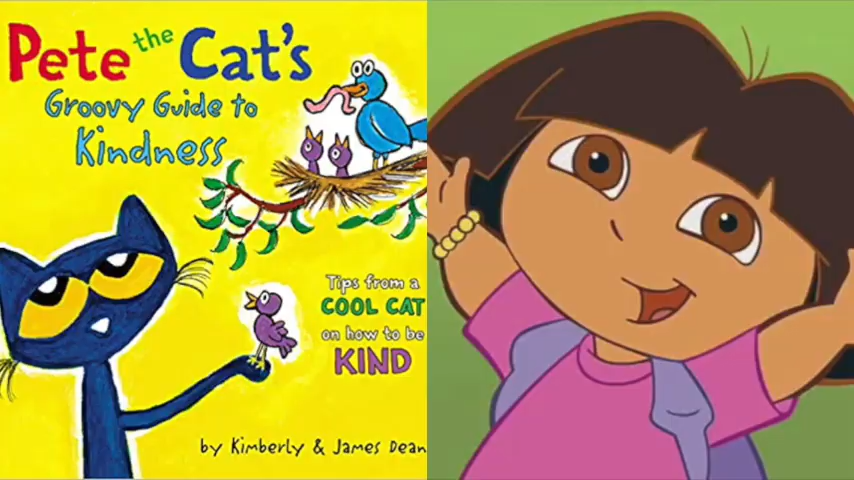 Pete the Cat's
Groovy Guide to
Kindness
Tips from a
COOL CAT
on how to be
KIND
by Kimberly & James Dean